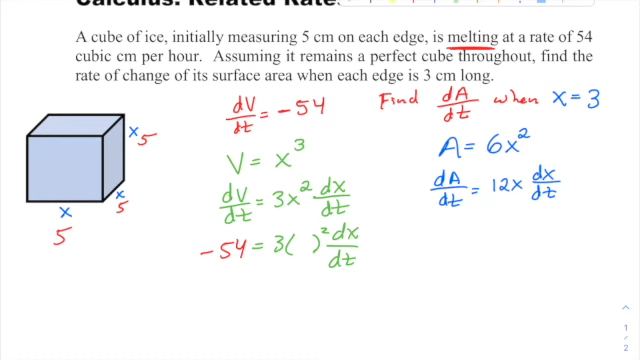 Calculus: Related Rate
A cube of ice, initially measuring 5 cm on each edge, is melting at a rate of 54
cubic cm per hour. Assuming it remains a perfect cube throughout, find the
rate of change of its surface area when each edge is 3 cm long.
dV/dt = -54
Find dA/dt when x = 3
x 5
x 5
x
5
V = x³
dV/dt = 3x² dx/dt
-54 = 3( )² dx/dt
A = 6x²
dA/dt = 12x dx/dt
1
/
2